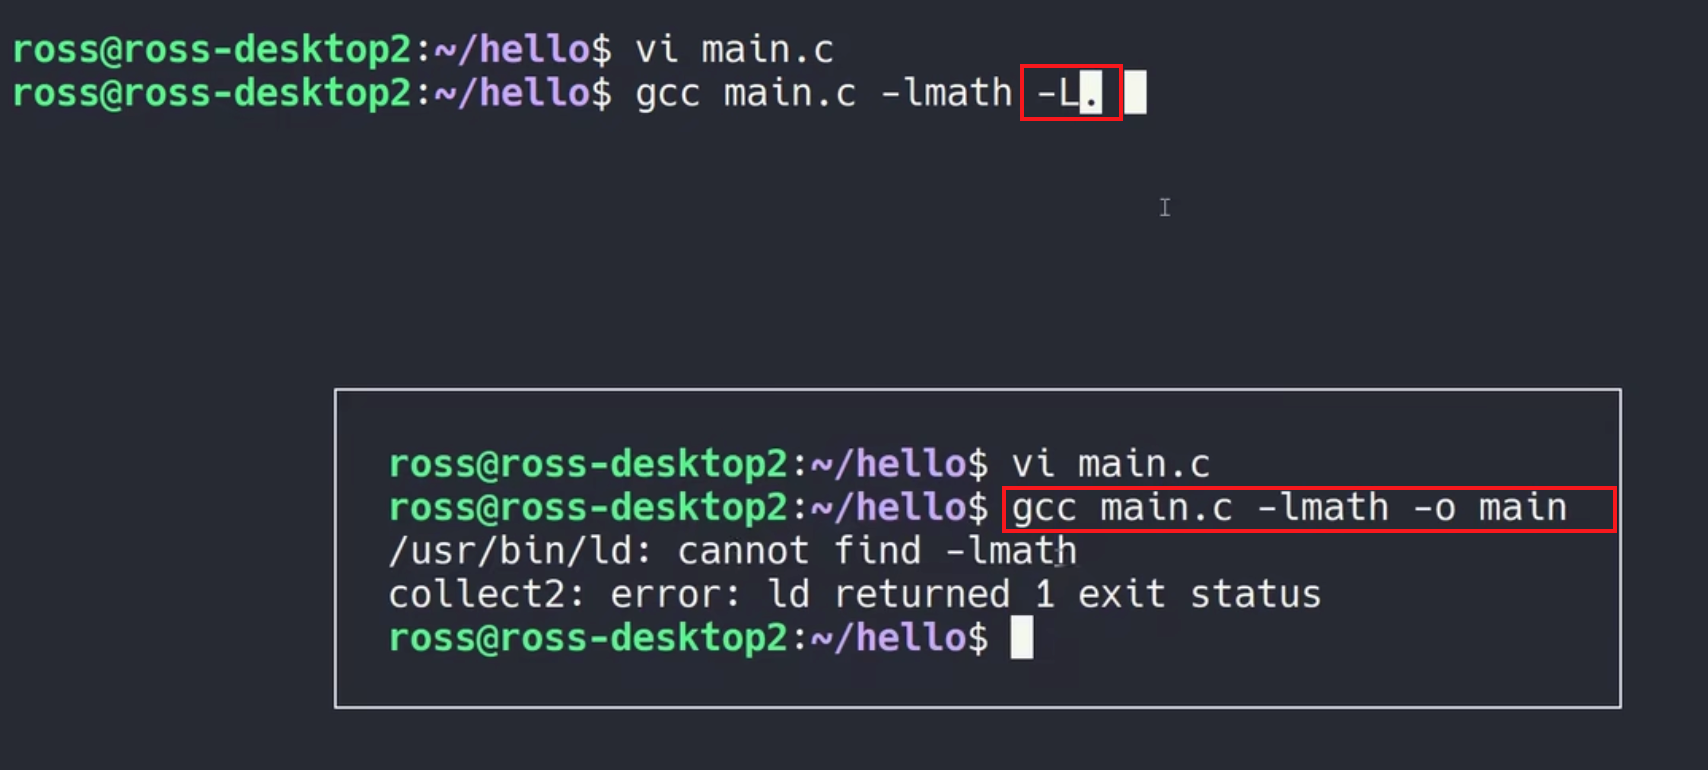 ross@ross-desktop2:~/hello$ vi main.c
ross@ross-desktop2:~/hello$ gcc main.c -lmath -L.
ross@ross-desktop2:~/hello$ vi main.c
ross@ross-desktop2:~/hello$ gcc main.c -lmath -o main
/usr/bin/ld: cannot find -lmath
collect2: error: ld returned 1 exit status
ross@ross-desktop2:~/hello$